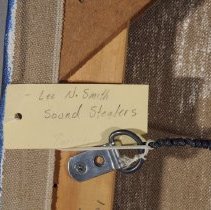 - Lee N. Smith
Sound Stealers